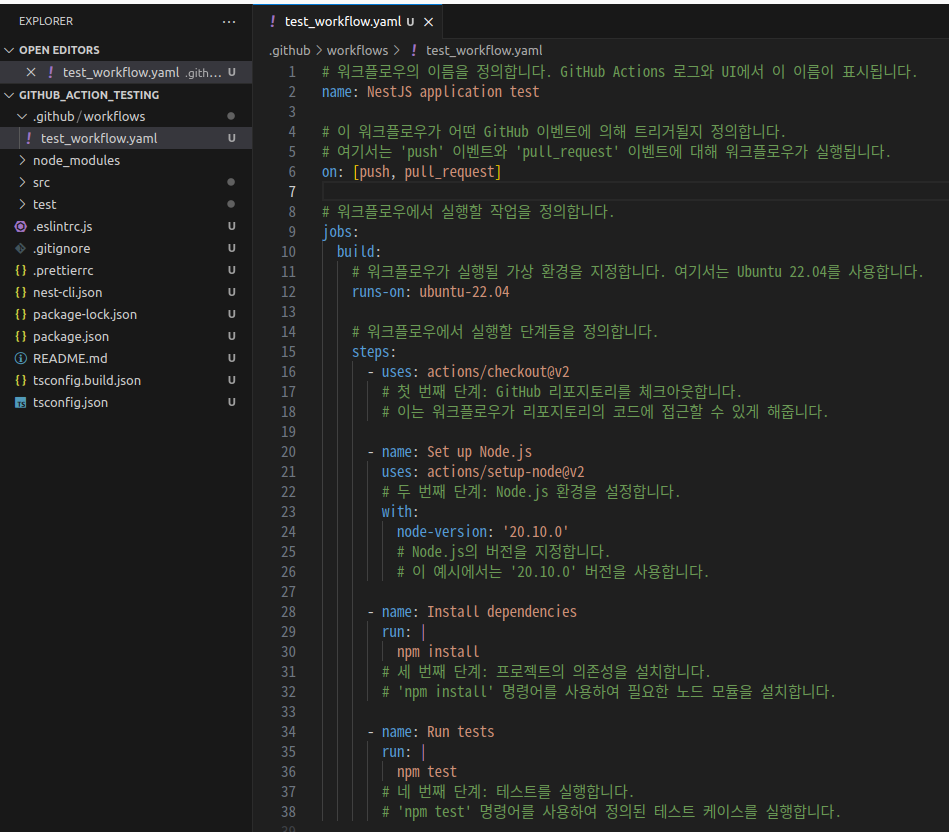 EXPLORER ...
OPEN EDITORS
test_workflow.yaml .gith... U
GITHUB_ACTION_TESTING
.github / workflows
test_workflow.yaml U
node_modules
src
test
.eslintrc.js U
.gitignore U
.prettierrc U
nest-cli.json U
package-lock.json U
package.json U
README.md U
tsconfig.build.json U
tsconfig.json U
test_workflow.yaml U
.github > workflows > test_workflow.yaml
1 # 워크플로우의 이름을 정의합니다. GitHub Actions 로그와 UI에서 이 이름이 표시됩니다.
2 name: NestJS application test
3
4 # 이 워크플로우가 어떤 GitHub 이벤트에 의해 트리거될지 정의합니다.
5 # 여기서는 'push' 이벤트와 'pull_request' 이벤트에 대해 워크플로우가 실행됩니다.
6 on: [push, pull_request]
7
8 # 워크플로우에서 실행할 작업을 정의합니다.
9 jobs:
10 build:
11 # 워크플로우가 실행될 가상 환경을 지정합니다. 여기서는 Ubuntu 22.04를 사용합니다.
12 runs-on: ubuntu-22.04
13
14 # 워크플로우에서 실행할 단계들을 정의합니다.
15 steps:
16 - uses: actions/checkout@v2
17 # 첫 번째 단계: GitHub 리포지토리를 체크아웃합니다.
18 # 이는 워크플로우가 리포지토리의 코드에 접근할 수 있게 해줍니다.
19
20 - name: Set up Node.js
21 uses: actions/setup-node@v2
22 # 두 번째 단계: Node.js 환경을 설정합니다.
23 with:
24 node-version: '20.10.0'
25 # Node.js의 버전을 지정합니다.
26 # 이 예시에서는 '20.10.0' 버전을 사용합니다.
27
28 - name: Install dependencies
29 run: |
30 npm install
31 # 세 번째 단계: 프로젝트의 의존성을 설치합니다.
32 # 'npm install' 명령어를 사용하여 필요한 노드 모듈을 설치합니다.
33
34 - name: Run tests
35 run: |
36 npm test
37 # 네 번째 단계: 테스트를 실행합니다.
38 # 'npm test' 명령어를 사용하여 정의된 테스트 케이스를 실행합니다.
39